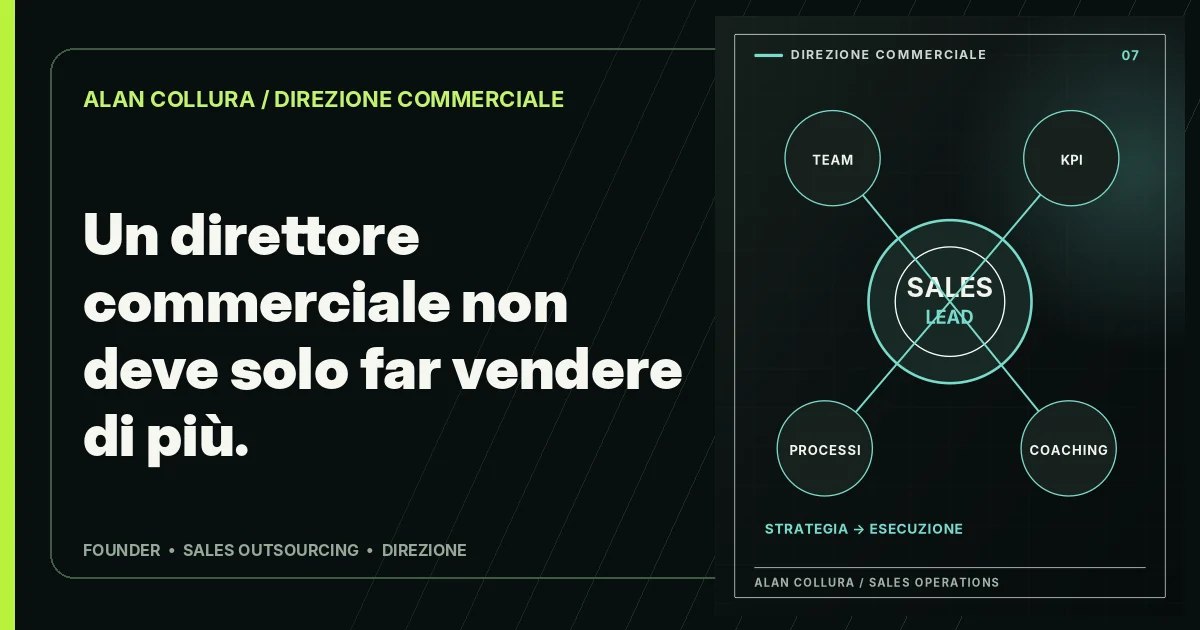 ALAN COLLURA / DIREZIONE COMMERCIALE
Un direttore
commerciale non
deve solo far vendere
di più.
FOUNDER • SALES OUTSOURCING • DIREZIONE
DIREZIONE COMMERCIALE
07
TEAM
KPI
SALES
LEAD
PROCESSI
COACHING
STRATEGIA → ESECUZIONE
ALAN COLLURA / SALES OPERATIONS